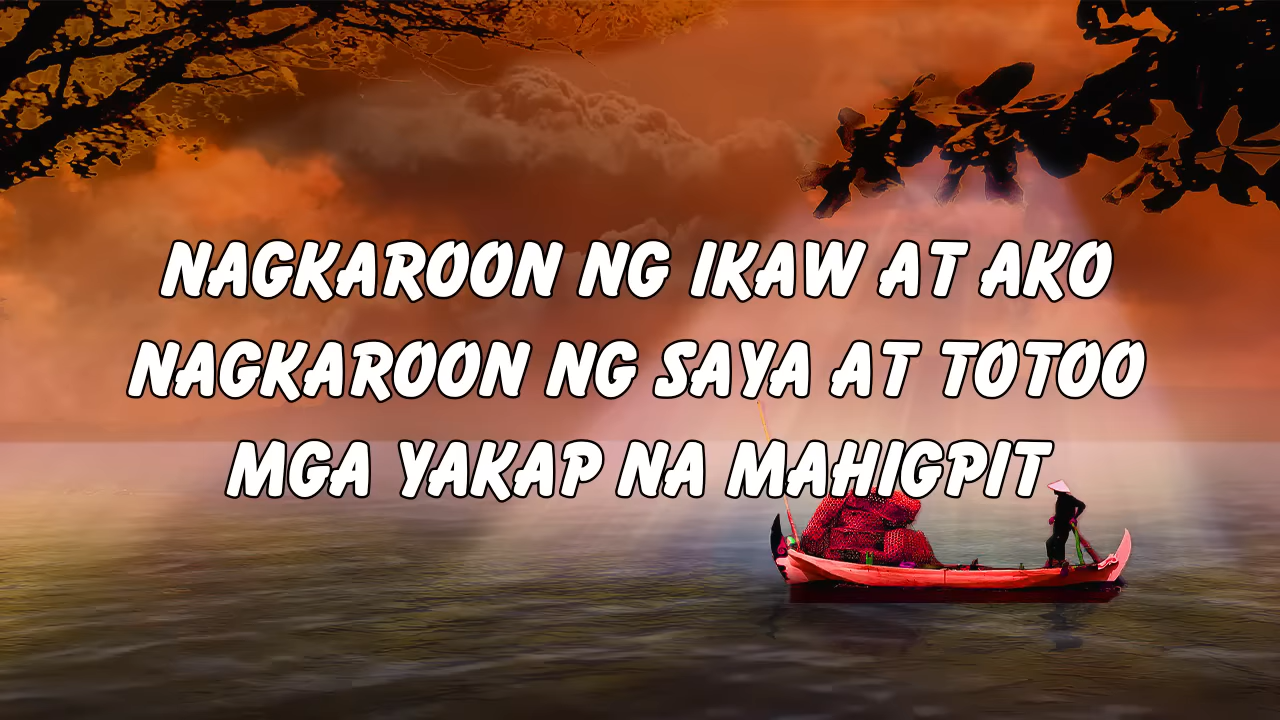 NAGKAROON NG IKAW AT AKO
NAGKAROON NG SAYA AT TOTOO
MGA YAKAP NA MAHIGPIT